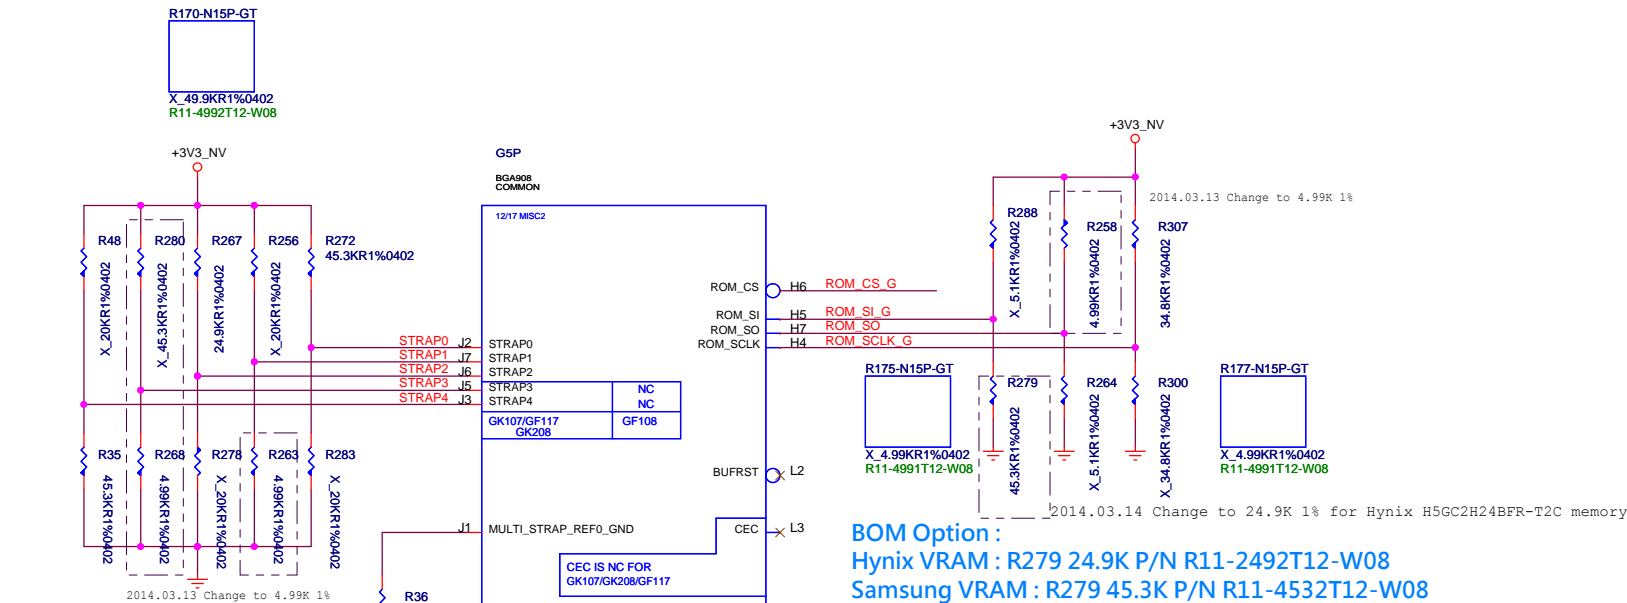 R170-N15P-GT
X_49.9KR1%0402
R11-4992T12-W08
+3V3_NV
R48
X_20KR1%0402
R280
X_45.3KR1%0402
R267
24.9KR1%0402
R256
X_20KR1%0402
R272
45.3KR1%0402
R35
45.3KR1%0402
R268
4.99KR1%0402
R278
X_20KR1%0402
R263
4.99KR1%0402
R283
X_20KR1%0402
2014.03.13 Change to 4.99K 1%
G5P
BGA908
COMMON
12/17 MISC2
STRAP0 J2 STRAP0
STRAP1 J7 STRAP1
STRAP2 J6 STRAP2
STRAP3 J5 STRAP3 NC
STRAP4 J3 STRAP4 NC
GK107/GF117 GF108
GK208
J1 MULTI_STRAP_REF0_GND
R36
ROM_CS H6 ROM_CS_G
ROM_SI H5 ROM_SI_G
ROM_SO H7 ROM_SO
ROM_SCLK H4 ROM_SCLK_G
BUFRST L2
CEC L3
CEC IS NC FOR
GK107/GK208/GF117
+3V3_NV
2014.03.13 Change to 4.99K 1%
R288
X_5.1KR1%0402
R258
4.99KR1%0402
R307
34.8KR1%0402
R175-N15P-GT
X_4.99KR1%0402
R11-4991T12-W08
R279
45.3KR1%0402
R264
X_5.1KR1%0402
R300
X_34.8KR1%0402
R177-N15P-GT
X_4.99KR1%0402
R11-4991T12-W08
2014.03.14 Change to 24.9K 1% for Hynix H5GC2H24BFR-T2C memory
BOM Option :
Hynix VRAM : R279 24.9K P/N R11-2492T12-W08
Samsung VRAM : R279 45.3K P/N R11-4532T12-W08